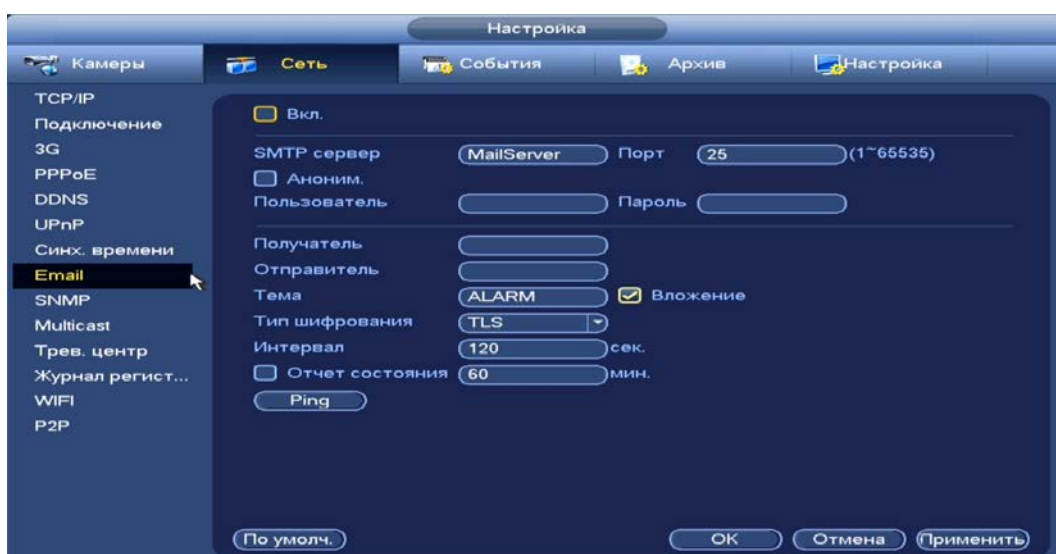 Настройка
Камеры Сеть События Архив Настройка
TCP/IP
Подключение
3G
PPPoE
DDNS
UPnP
Синх. времени
Email
SNMP
Multicast
Трев. центр
Журнал регист...
WIFI
P2P
Вкл.
SMTP сервер MailServer Порт 25 (1~65535)
Аноним.
Пользователь Пароль
Получатель
Отправитель
Тема ALARM Вложение
Тип шифрования TLS
Интервал 120 сек.
Отчет состояния 60 мин.
Ping
По умолч. OK Отмена Применить